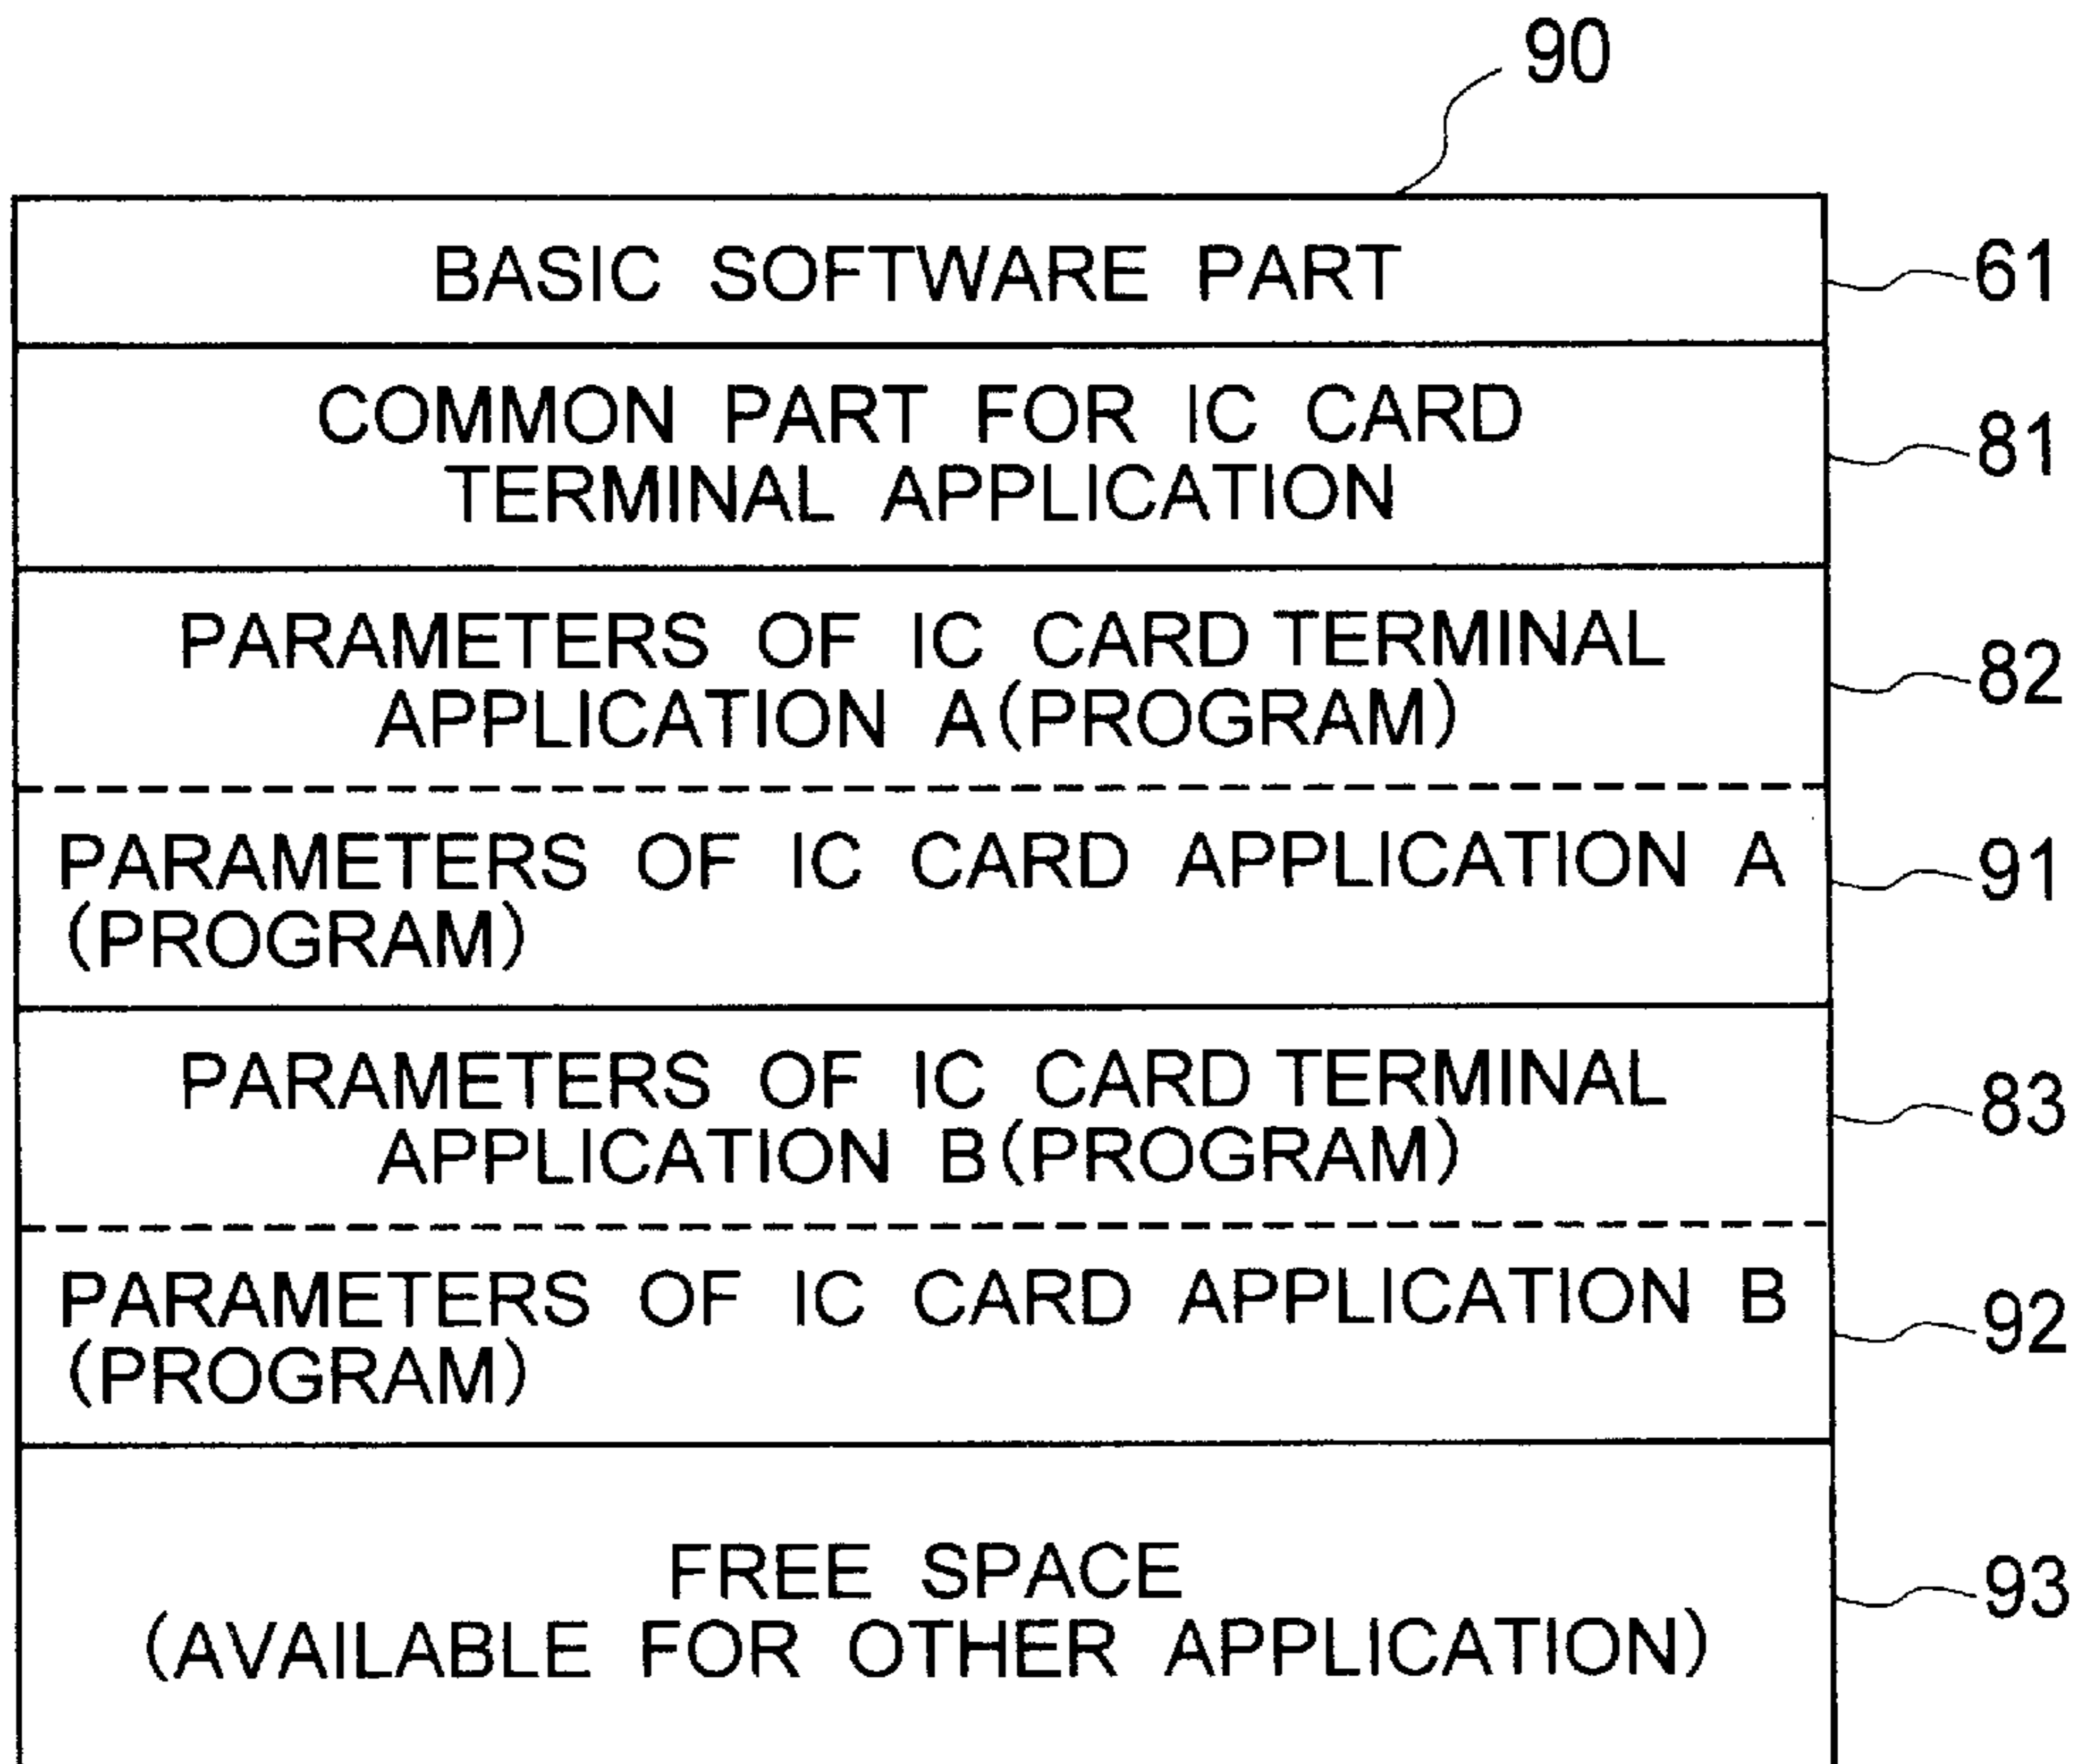 90
BASIC SOFTWARE PART 61
COMMON PART FOR IC CARD
TERMINAL APPLICATION 81
PARAMETERS OF IC CARD TERMINAL
APPLICATION A(PROGRAM) 82
PARAMETERS OF IC CARD APPLICATION A 91
(PROGRAM)
PARAMETERS OF IC CARD TERMINAL
APPLICATION B(PROGRAM) 83
PARAMETERS OF IC CARD APPLICATION B 92
(PROGRAM)
FREE SPACE 93
(AVAILABLE FOR OTHER APPLICATION)